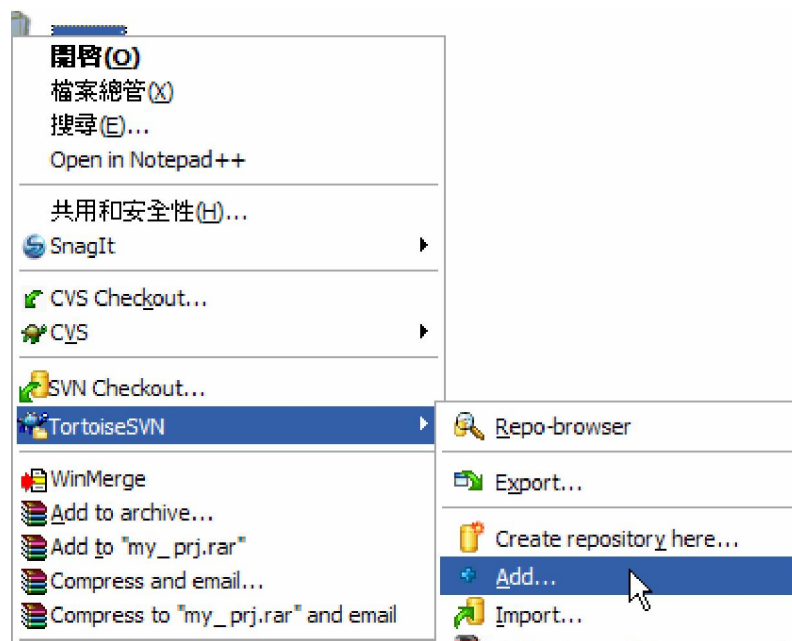 開啓(O)
檔案總管(X)
搜尋(E)...
Open in Notepad++
共用和安全性(H)...
SnagIt
CVS Checkout...
CVS
SVN Checkout...
TortoiseSVN
WinMerge
Add to archive...
Add to "my_prj.rar"
Compress and email...
Compress to "my_prj.rar" and email
Repo-browser
Export...
Create repository here...
Add...
Import...